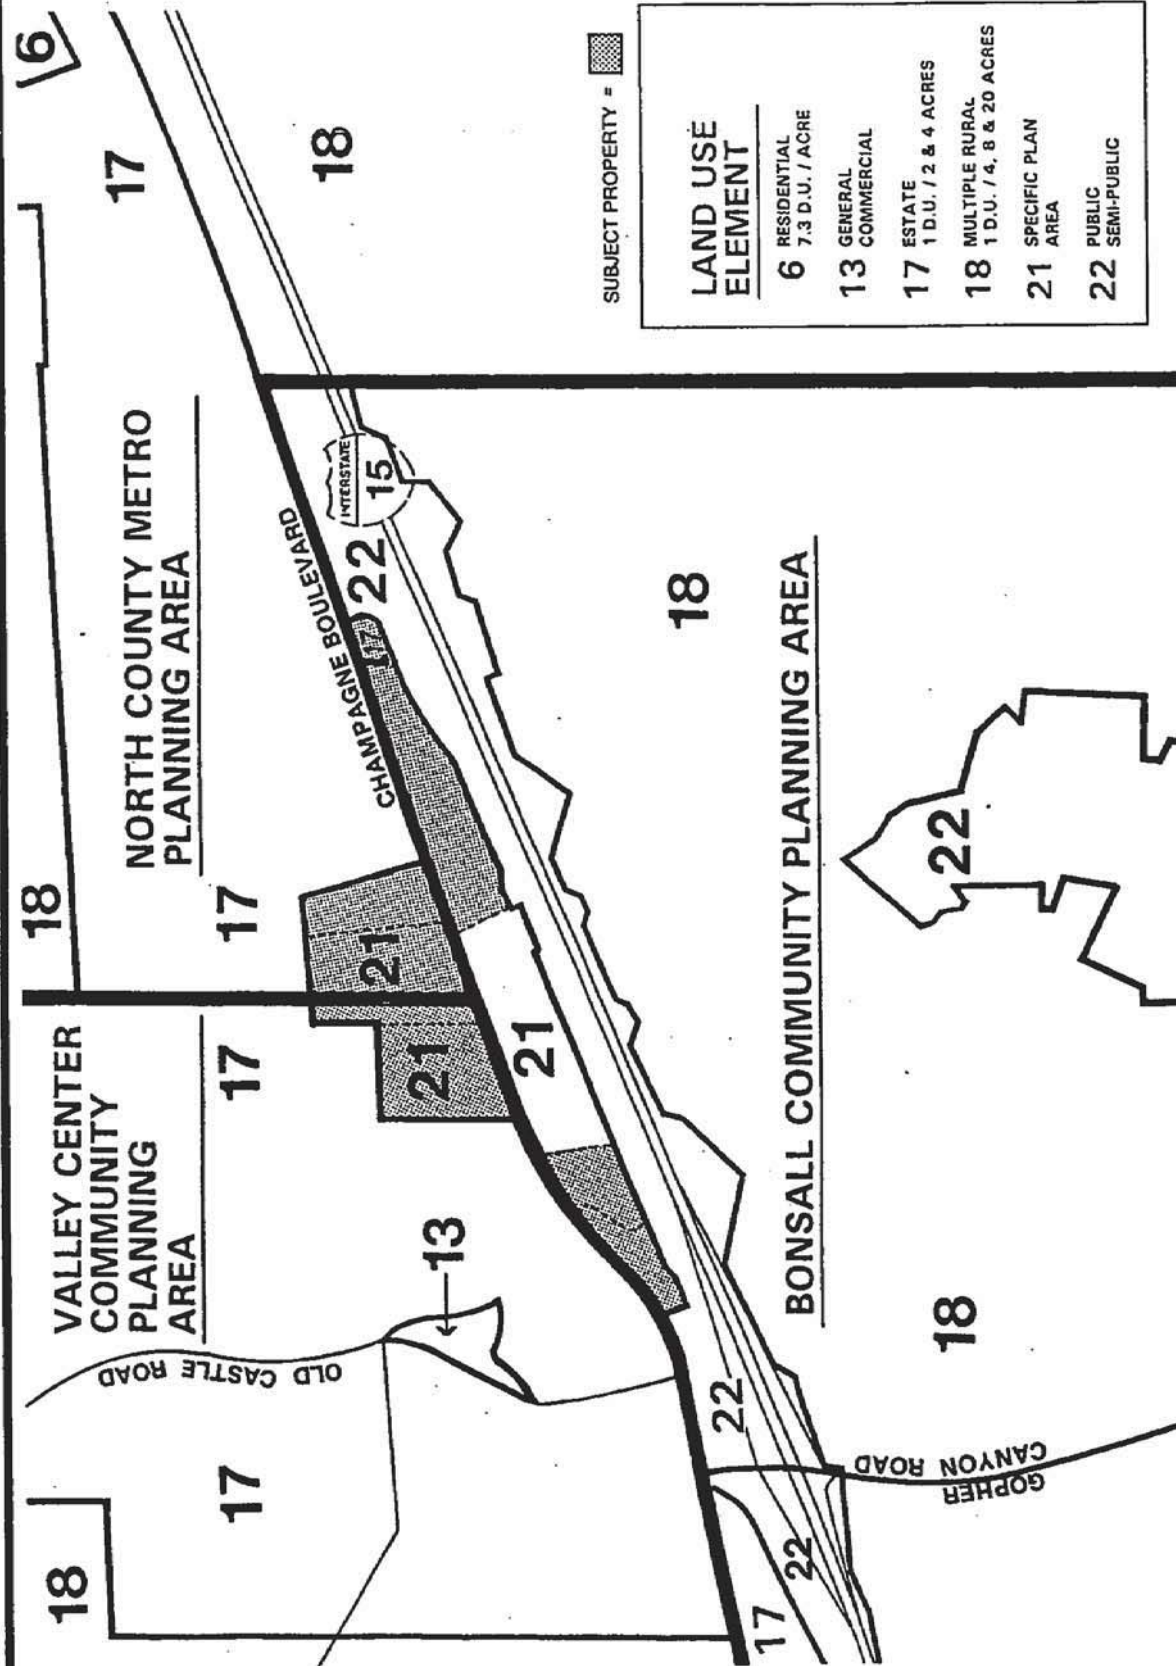 18
6
18
VALLEY CENTER
COMMUNITY
PLANNING
AREA
NORTH COUNTY METRO
PLANNING AREA
17
OLD CASTLE ROAD
17
17
17
18
CHAMPAGNE BOULEVARD
INTERSTATE
15
22
17
21
21
13
21
SUBJECT PROPERTY =
LAND USE
ELEMENT
6 RESIDENTIAL
7.3 D.U. / ACRE
13 GENERAL
COMMERCIAL
17 ESTATE
1 D.U. / 2 & 4 ACRES
18 MULTIPLE RURAL
1 D.U. / 4, 8 & 20 ACRES
21 SPECIFIC PLAN
AREA
22 PUBLIC
SEMI-PUBLIC
18
22
17
22
BONSALL COMMUNITY PLANNING AREA
GOPHER
CANYON ROAD
18
22